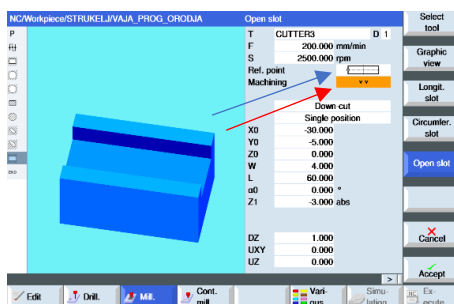 NC/Workpiece/STRUKELJ/VAJA_PROG_ORODJA
Open slot
Select tool
P
T CUTTER3 D 1
F 200.000 mm/min
S 2500.000 rpm
Ref. point
Machining ▽▽
Down-cut
Single position
X0 -30.000
Y0 -5.000
Z0 0.000
W 4.000
L 60.000
α0 0.000 °
Z1 -3.000 abs
DZ 1.000
UXY 0.000
UZ 0.000
Graphic view
Longit. slot
Circumfer. slot
Open slot
Cancel
Accept
>
Edit
Drill.
Mill.
Cont. mill.
Vari- ous
Simu- lation
NC Ex- ecute